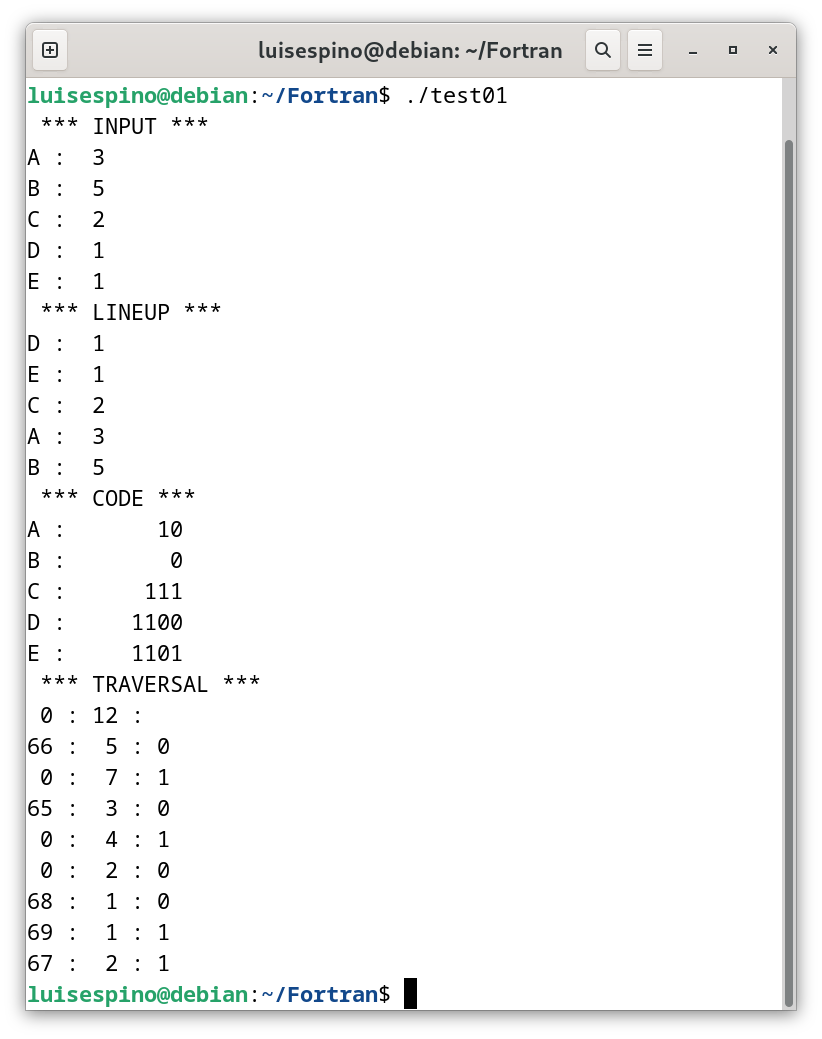 luisespino@debian: ~/Fortran
luisespino@debian:~/Fortran$ ./test01
 *** INPUT ***
A :  3
B :  5
C :  2
D :  1
E :  1
 *** LINEUP ***
D :  1
E :  1
C :  2
A :  3
B :  5
 *** CODE ***
A :       10
B :        0
C :      111
D :     1100
E :     1101
 *** TRAVERSAL ***
 0 : 12 :
66 :  5 : 0
 0 :  7 : 1
65 :  3 : 0
 0 :  4 : 1
 0 :  2 : 0
68 :  1 : 0
69 :  1 : 1
67 :  2 : 1
luisespino@debian:~/Fortran$